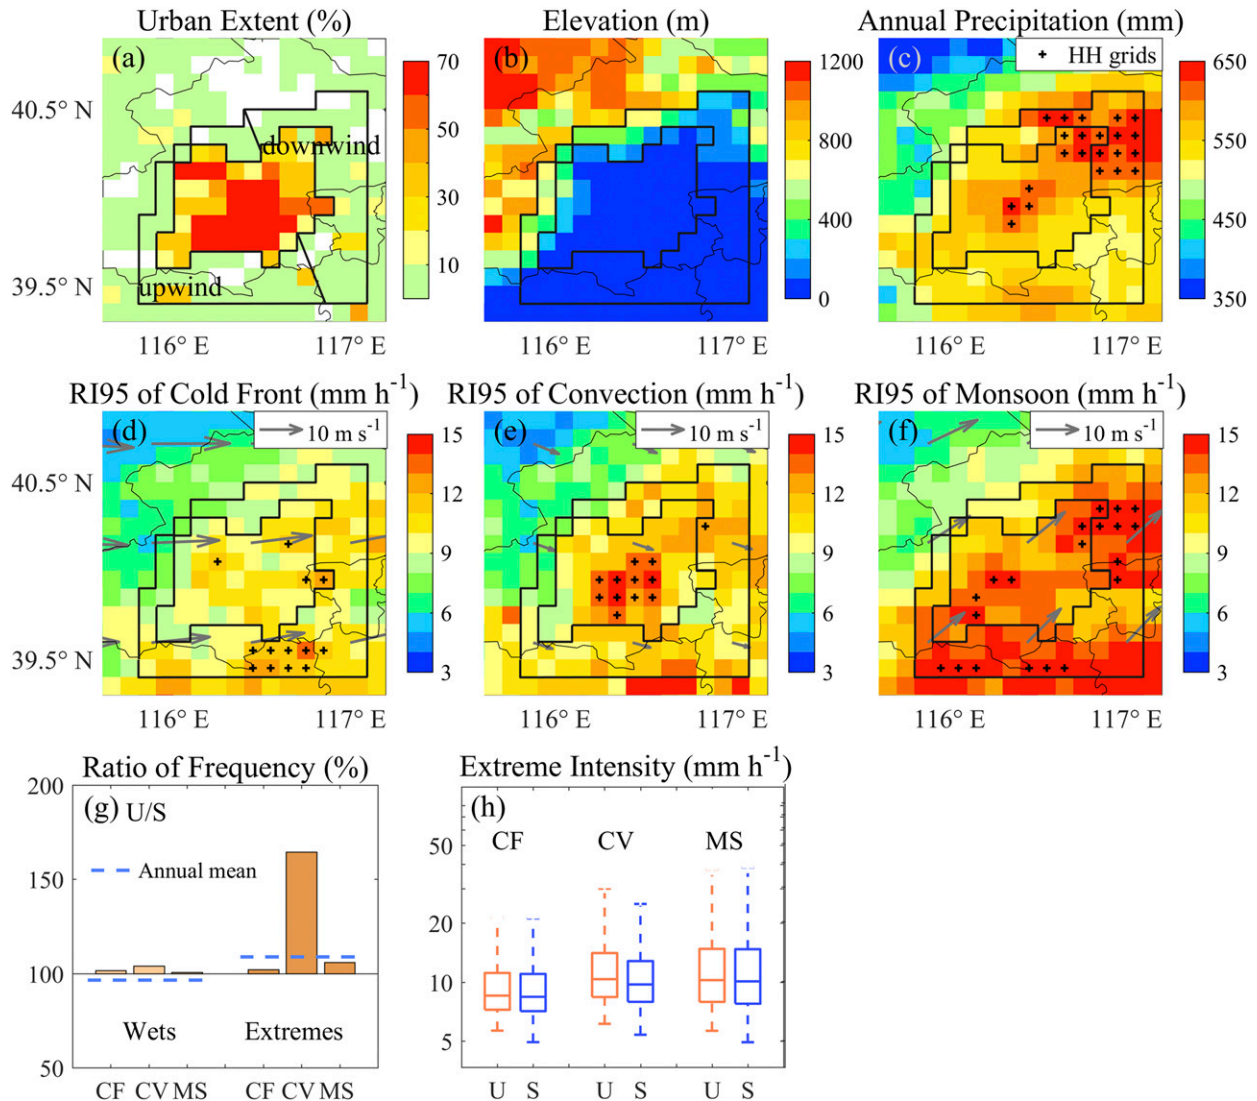 Urban Extent (%)
(a)
downwind
upwind
70
50
30
10
40.5° N
39.5° N
116° E
117° E
Elevation (m)
(b)
1200
800
400
0
116° E
117° E
Annual Precipitation (mm)
(c)
HH grids
650
550
450
350
116° E
117° E
RI95 of Cold Front (mm h-1)
(d)
10 m s-1
15
12
9
6
3
40.5° N
39.5° N
116° E
117° E
RI95 of Convection (mm h-1)
(e)
10 m s-1
15
12
9
6
3
116° E
117° E
RI95 of Monsoon (mm h-1)
(f)
10 m s-1
15
12
9
6
3
116° E
117° E
Ratio of Frequency (%)
(g) U/S
Annual mean
200
150
100
50
Wets Extremes
CF CV MS CF CV MS
Extreme Intensity (mm h-1)
(h)
CF CV MS
50
20
10
5
U S U S U S